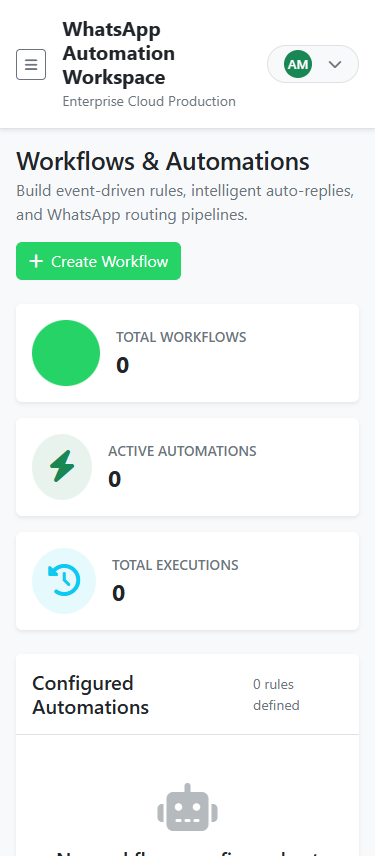 WhatsApp
Automation
Workspace
Enterprise Cloud Production
AM
Workflows & Automations
Build event-driven rules, intelligent auto-replies,
and WhatsApp routing pipelines.
Create Workflow
TOTAL WORKFLOWS
0
ACTIVE AUTOMATIONS
0
TOTAL EXECUTIONS
0
Configured
Automations
0 rules
defined